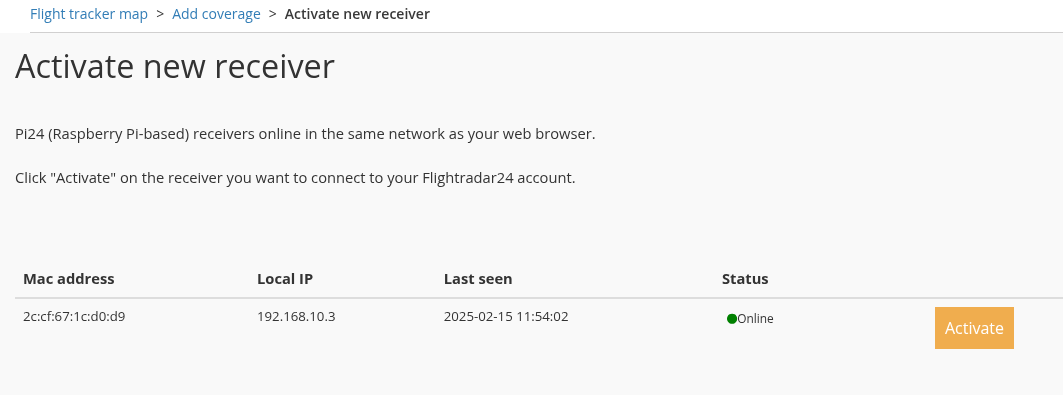 Flight tracker map > Add coverage > Activate new receiver
Activate new receiver
Pi24 (Raspberry Pi-based) receivers online in the same network as your web browser.
Click "Activate" on the receiver you want to connect to your Flightradar24 account.
Mac address Local IP Last seen Status
2c:cf:67:1c:d0:d9 192.168.10.3 2025-02-15 11:54:02 Online Activate